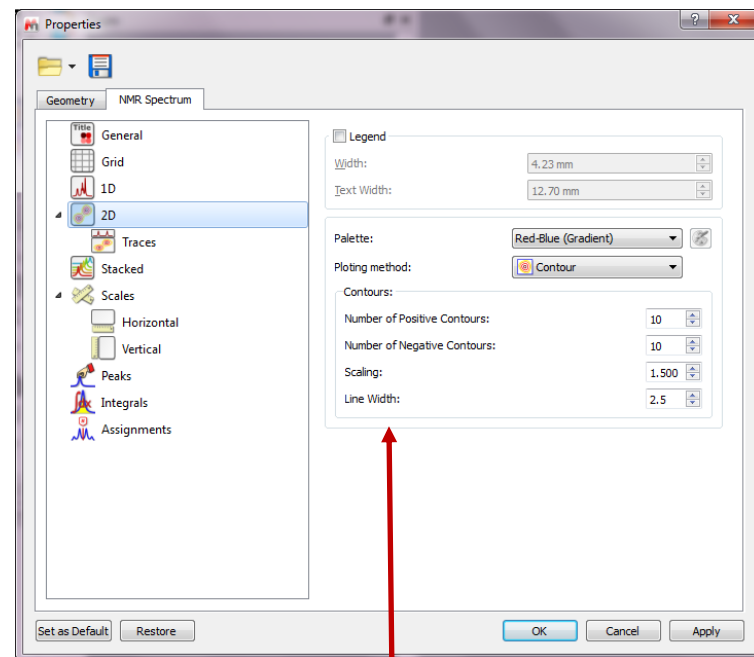 Properties
Geometry
NMR Spectrum
Title
General
Grid
1D
2D
Traces
Stacked
Scales
Horizontal
Vertical
Peaks
Integrals
Assignments
Legend
Width: 4.23 mm
Text Width: 12.70 mm
Palette: Red-Blue (Gradient)
Ploting method: Contour
Contours:
Number of Positive Contours: 10
Number of Negative Contours: 10
Scaling: 1.500
Line Width: 2.5
Set as Default Restore OK Cancel Apply